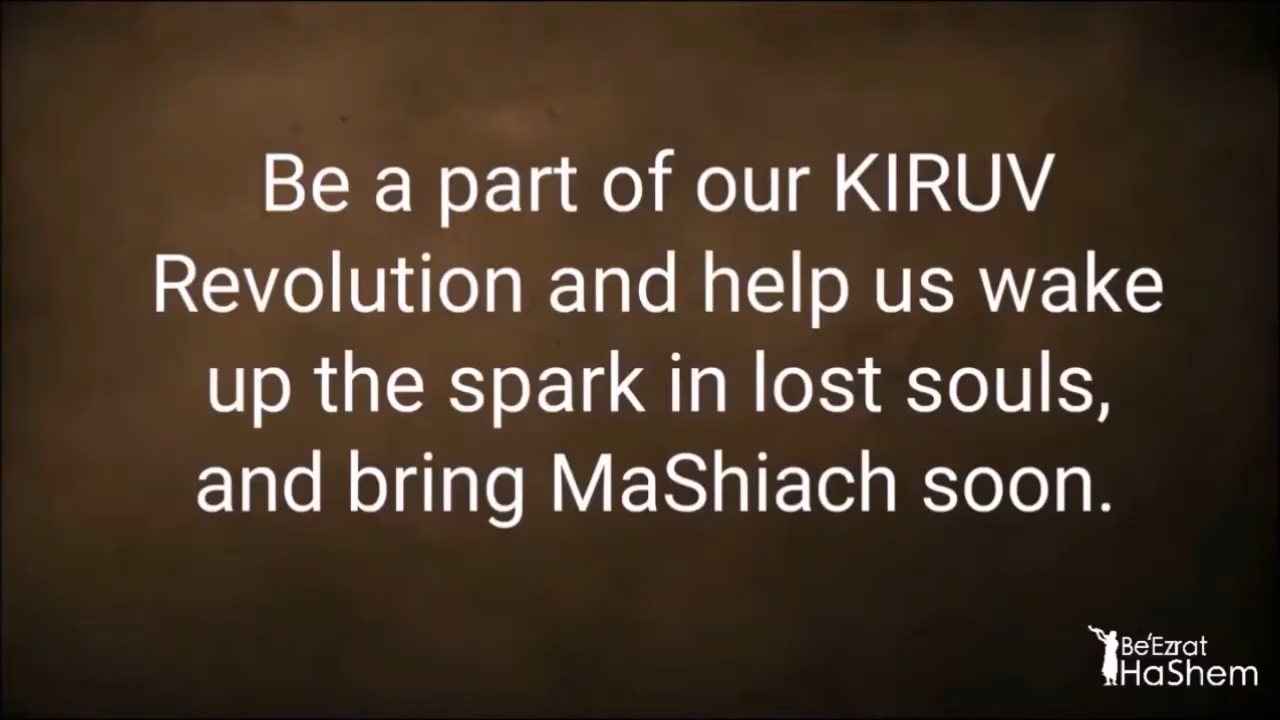 Be a part of our KIRUV
Revolution and help us wake
up the spark in lost souls,
and bring MaShiach soon.
Be'Ezrat
HaShem